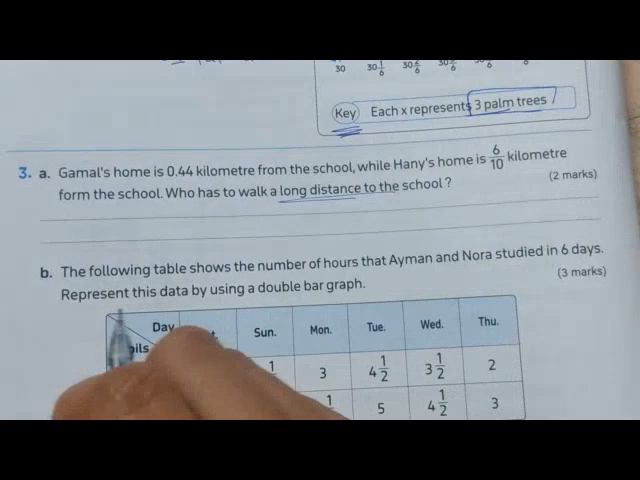 30 30 1/6 30 2/6
Key Each x represents 3 palm trees
3. a. Gamal's home is 0.44 kilometre from the school, while Hany's home is 6/10 kilometre
form the school. Who has to walk a long distance to the school?
(2 marks)
b. The following table shows the number of hours that Ayman and Nora studied in 6 days.
Represent this data by using a double bar graph.
(3 marks)
Day Sun. Mon. Tue. Wed. Thu.
3 4 1/2 3 1/2 2
5 4 1/2 3